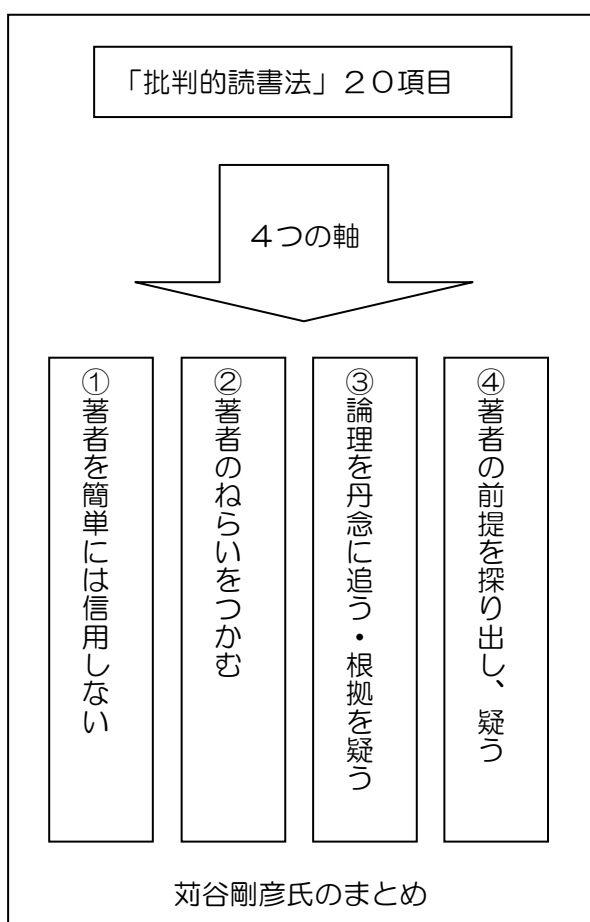 「批判的読書法」２０項目
４つの軸
①著者を簡単には信用しない
②著者のねらいをつかむ
③論理を丹念に追う・根拠を疑う
④著者の前提を探り出し、疑う
苅谷剛彦氏のまとめ